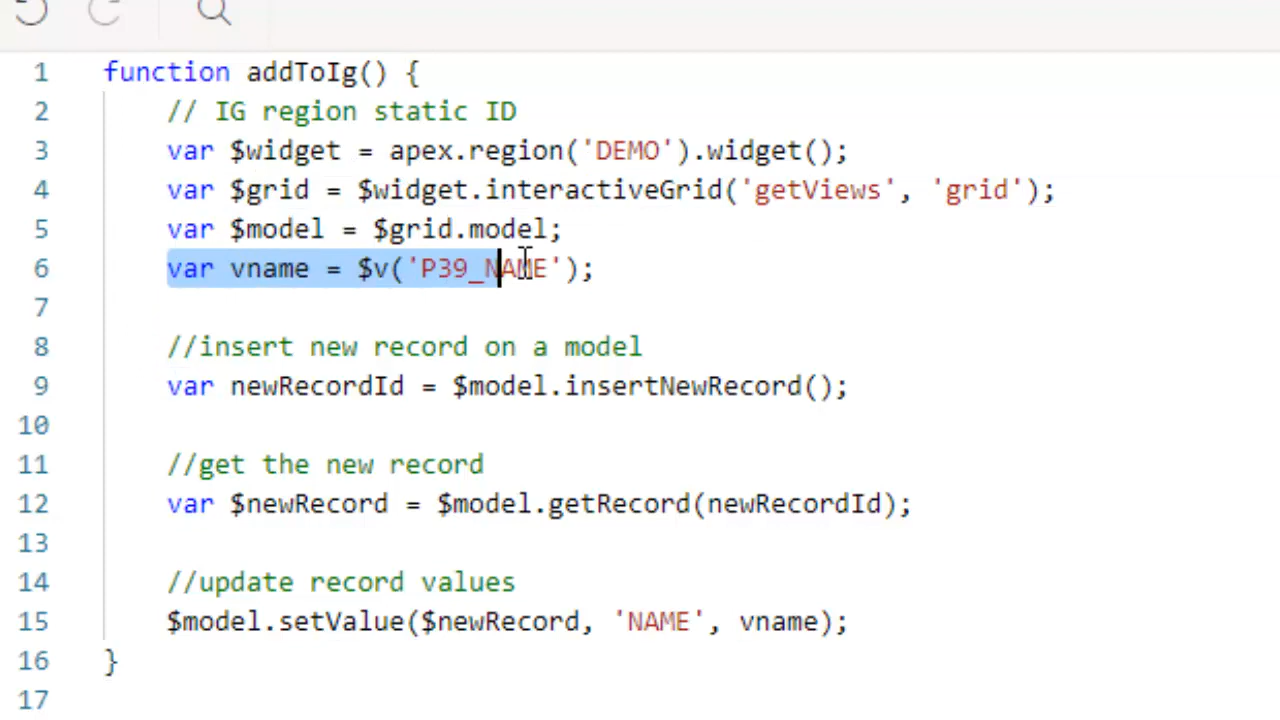 1 function addToIg() {
2 // IG region static ID
3 var $widget = apex.region('DEMO').widget();
4 var $grid = $widget.interactiveGrid('getViews', 'grid');
5 var $model = $grid.model;
6 var vname = $v('P39_NAME');
7
8 //insert new record on a model
9 var newRecordId = $model.insertNewRecord();
10
11 //get the new record
12 var $newRecord = $model.getRecord(newRecordId);
13
14 //update record values
15 $model.setValue($newRecord, 'NAME', vname);
16 }
17